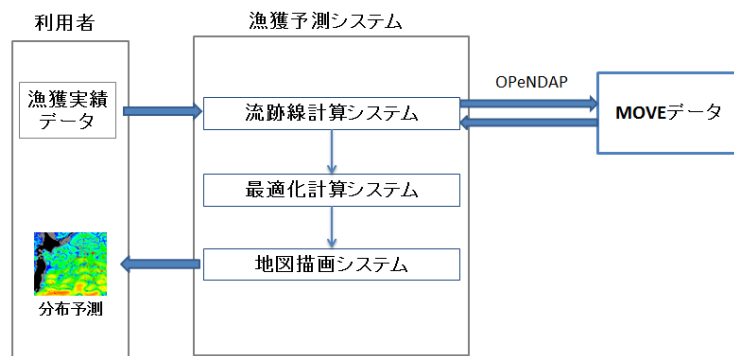 利用者
漁獲予測システム
漁獲実績
データ
流跡線計算システム
OPeNDAP
MOVEデータ
最適化計算システム
地図描画システム
分布予測